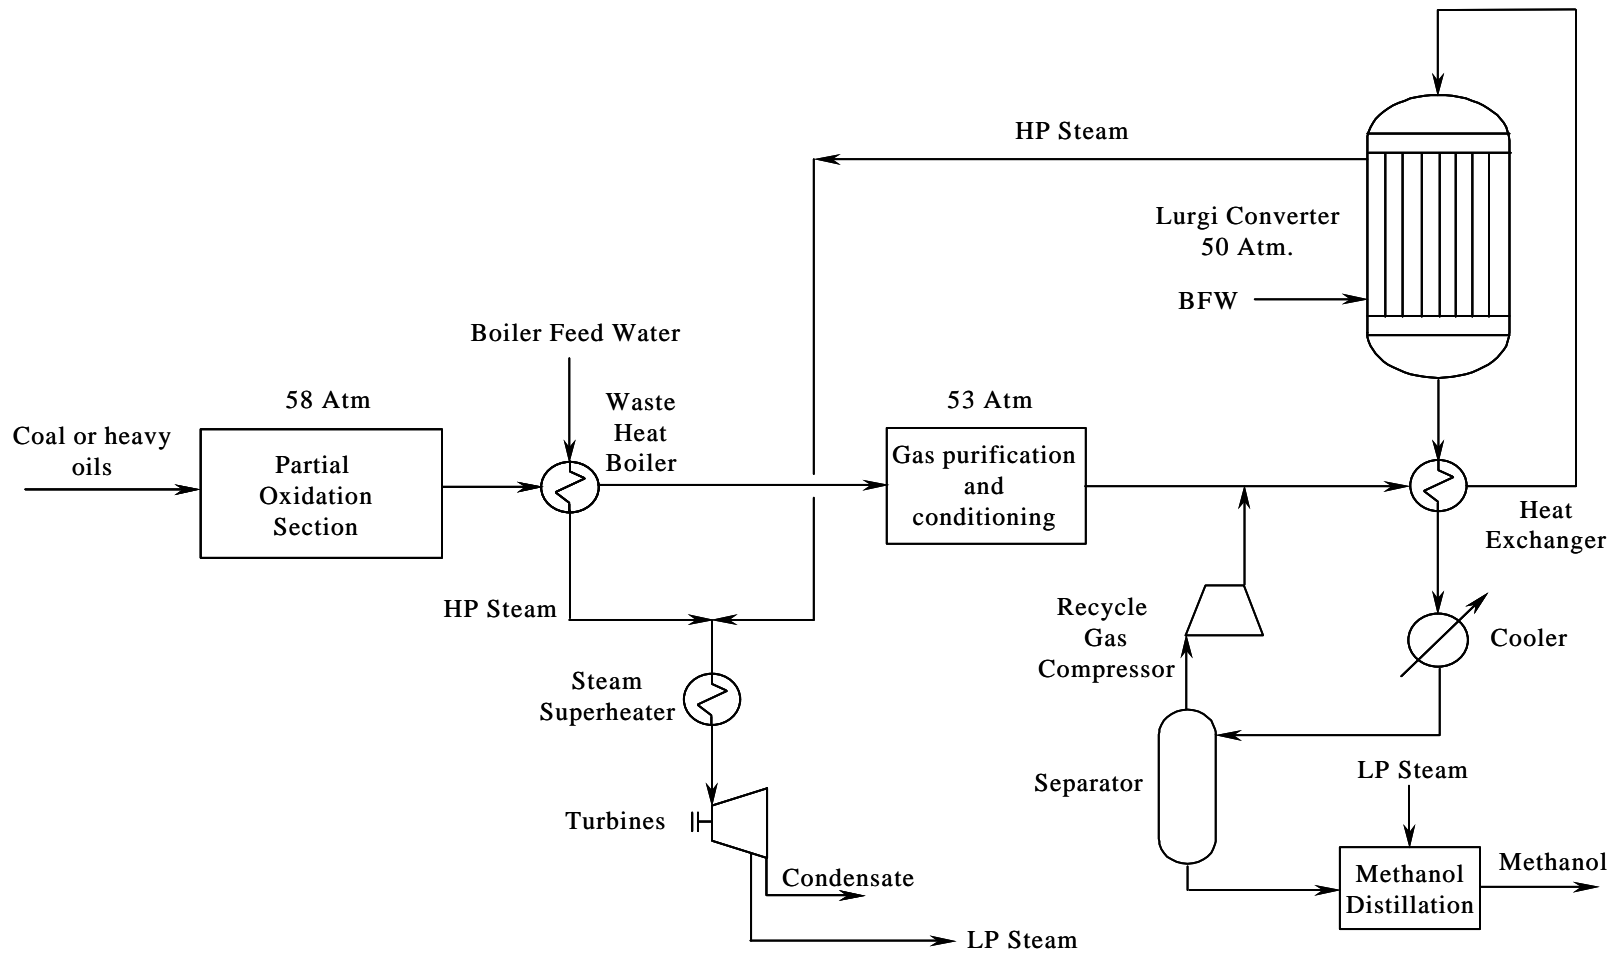 HP Steam
Lurgi Converter
50 Atm.
BFW
Boiler Feed Water
58 Atm
Waste
Heat
Boiler
53 Atm
Coal or heavy
oils
Partial
Oxidation
Section
Gas purification
and
conditioning
Heat
Exchanger
HP Steam
Recycle
Gas
Compressor
Cooler
Steam
Superheater
Separator
LP Steam
Turbines
Methanol
Distillation
Methanol
Condensate
LP Steam